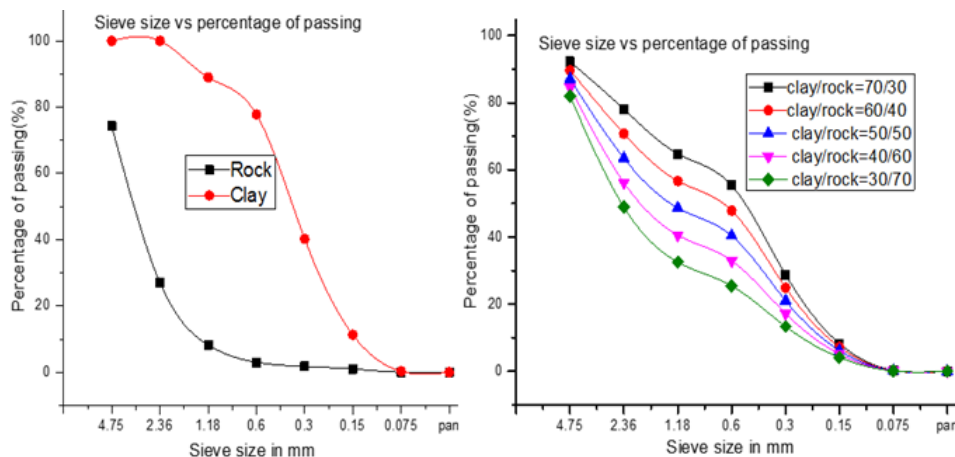 Sieve size vs percentage of passing
100
80
60
40
20
0
Percentage of passing(%)
Rock
Clay
4.75 2.36 1.18 0.6 0.3 0.15 0.075 pan
Sieve size in mm
Sieve size vs percentage of passing
100
80
60
40
20
0
Percentage of passing(%)
clay/rock=70/30
clay/rock=60/40
clay/rock=50/50
clay/rock=40/60
clay/rock=30/70
4.75 2.36 1.18 0.6 0.3 0.15 0.075 pan
Sieve size in mm